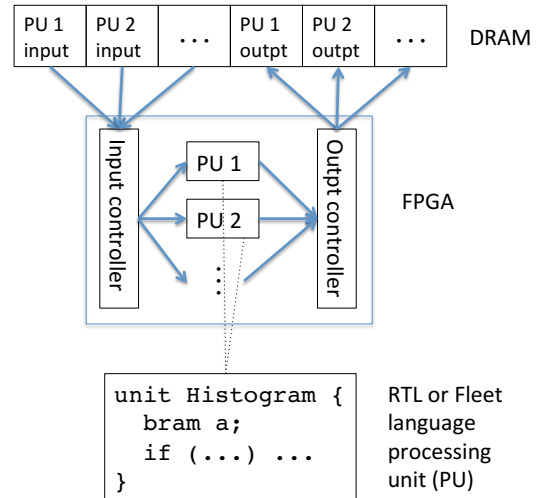 PU 1 input
PU 2 input
...
PU 1 outpt
PU 2 outpt
...
DRAM
Input controller
PU 1
PU 2
...
Outpt controller
FPGA
unit Histogram {
bram a;
if (...) ...
}
RTL or Fleet
language
processing
unit (PU)